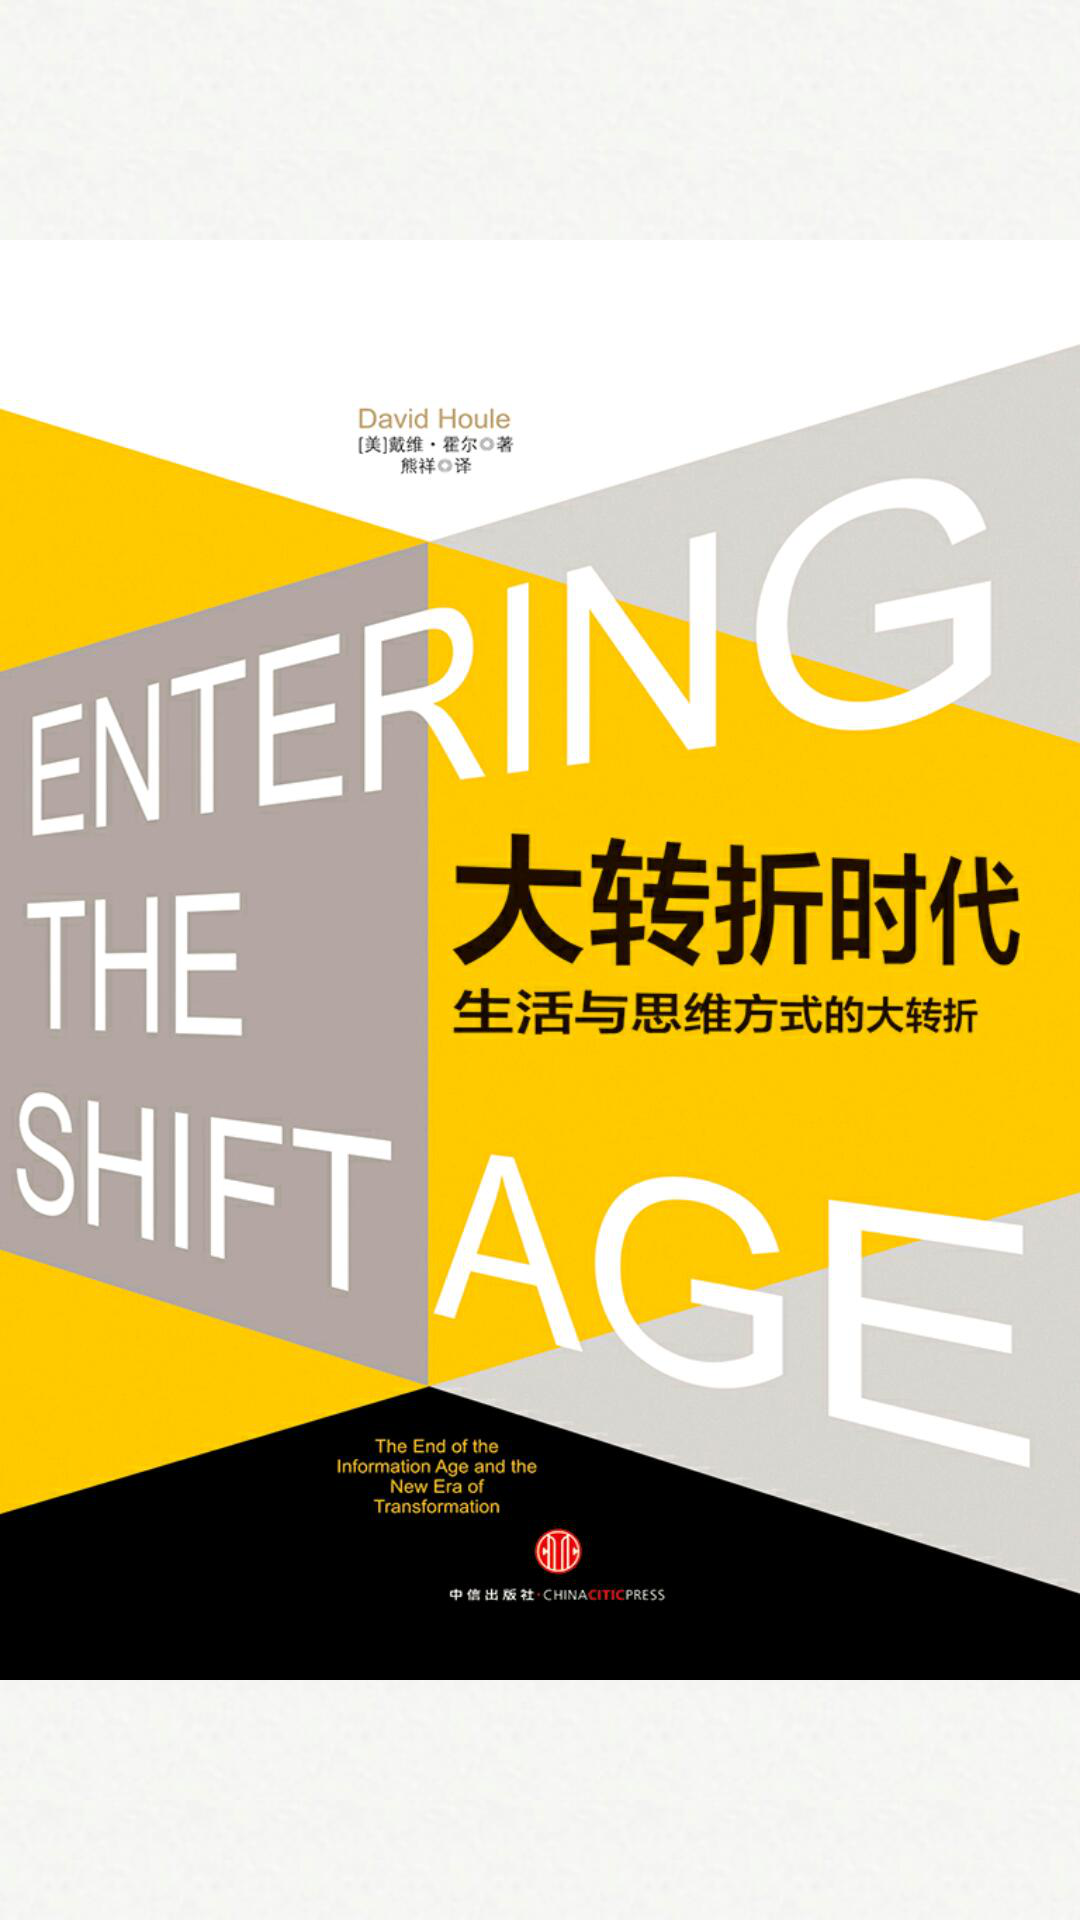 David Houle
[美]戴维·霍尔◎著
熊祥◎译
ENTERING
THE
SHIFT AGE
大转折时代
生活与思维方式的大转折
The End of the
Information Age and the
New Era of
Transformation
中信出版社·CHINACITICPRESS